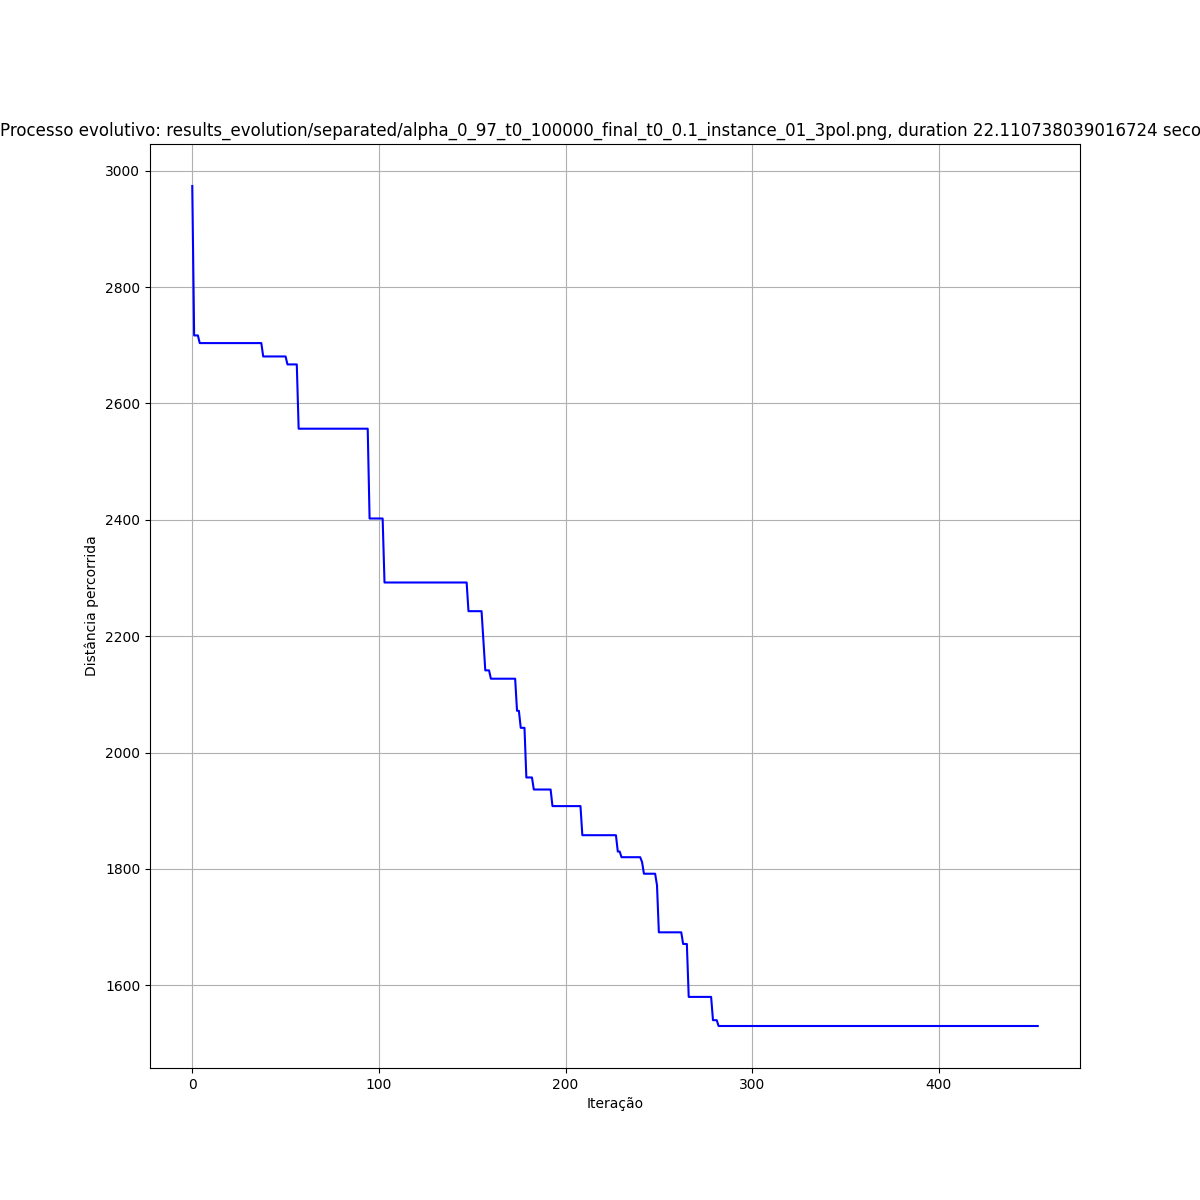 Processo evolutivo: results_evolution/separated/alpha_0_97_t0_100000_final_t0_0.1_instance_01_3pol.png, duration 22.110738039016724 seco
3000
2800
2600
2400
2200
2000
1800
1600
Distância percorrida
0 100 200 300 400
Iteração